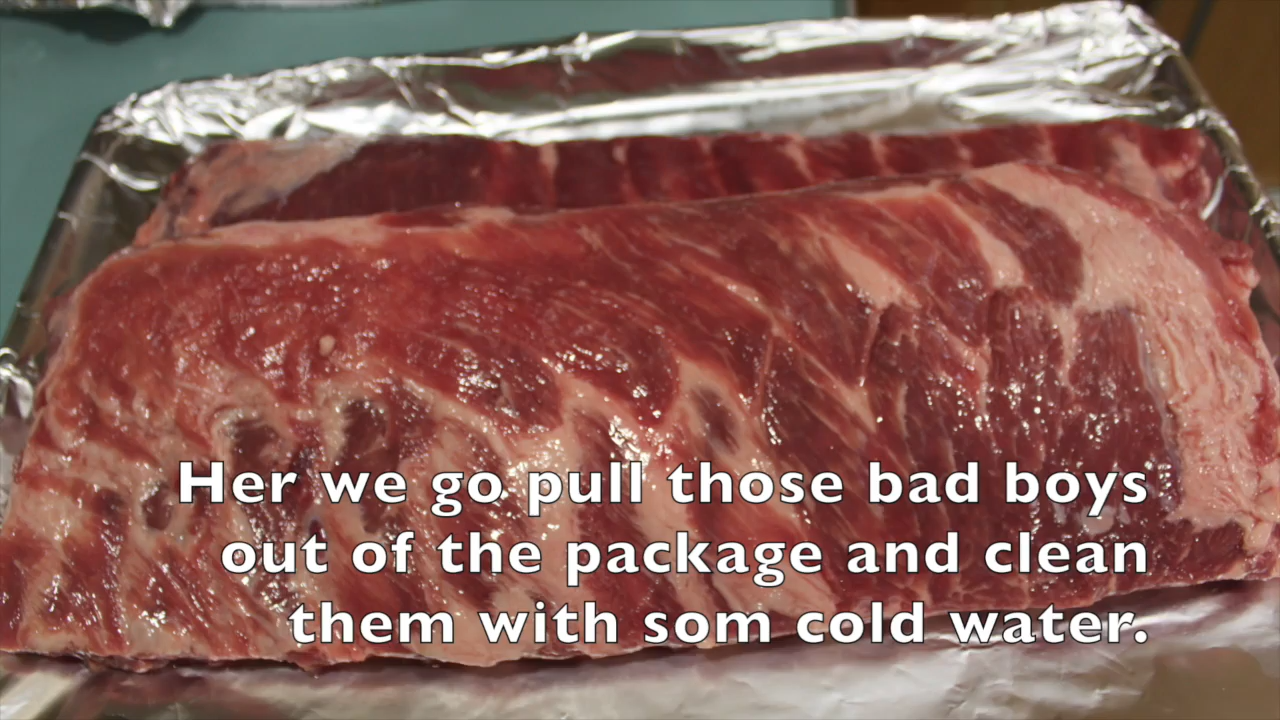 Her we go pull those bad boys
out of the package and clean
them with som cold water.